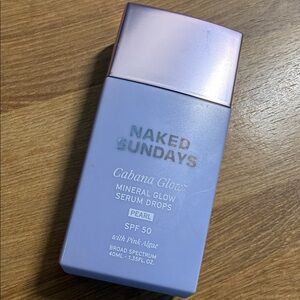 NAKED
SUNDAYS
Cabana Glow
MINERAL GLOW
SERUM DROPS
PEARL
SPF 50
with Pink Algae
BROAD SPECTRUM
40ML - 1.35FL. OZ.